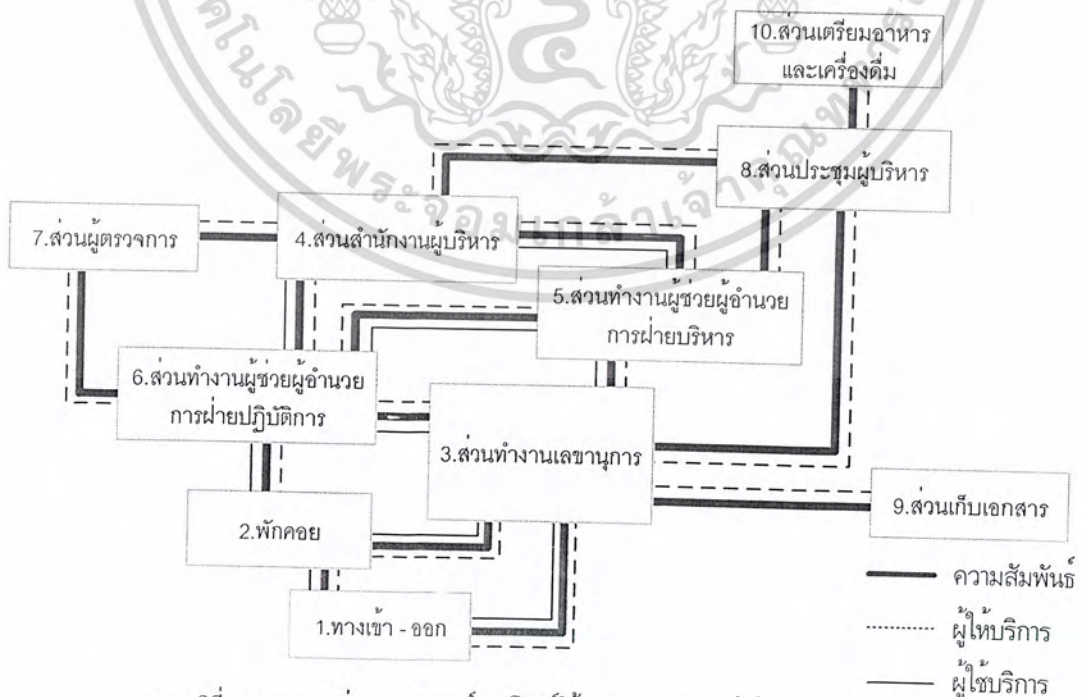 10.ส่วนเตรียมอาหาร
และเครื่องดื่ม
8.ส่วนประชุมผู้บริหาร
7.ส่วนผู้ตรวจการ
4.ส่วนสำนักงานผู้บริหาร
5.ส่วนทำงานผู้ช่วยผู้อำนวย
การฝ่ายบริหาร
6.ส่วนทำงานผู้ช่วยผู้อำนวย
การฝ่ายปฏิบัติการ
3.ส่วนทำงานเลขานุการ
9.ส่วนเก็บเอกสาร
2.พักคอย
1.ทางเข้า - ออก
ความสัมพันธ์
ผู้ให้บริการ
ผู้ใช้บริการ